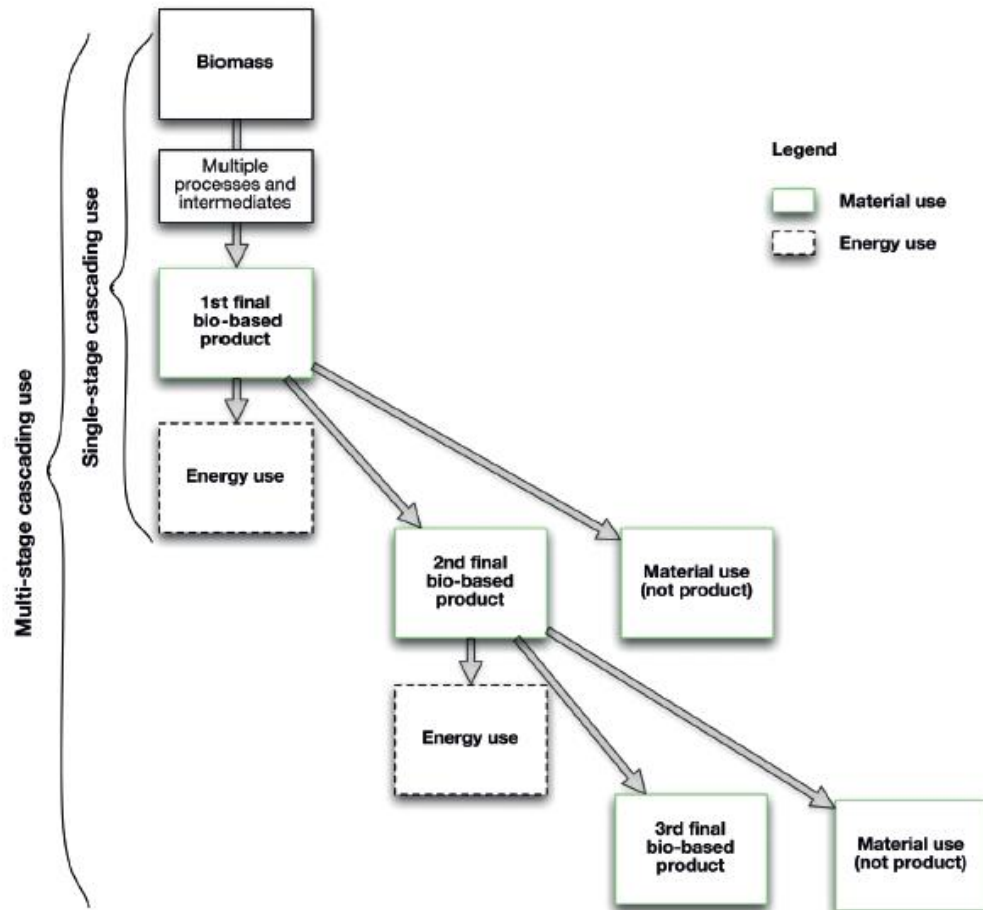 Biomass
Multiple
processes and
intermediates
1st final
bio-based
product
Energy use
2nd final
bio-based
product
Material use
(not product)
Energy use
3rd final
bio-based
product
Material use
(not product)
Single-stage cascading use
Multi-stage cascading use
Legend
Material use
Energy use